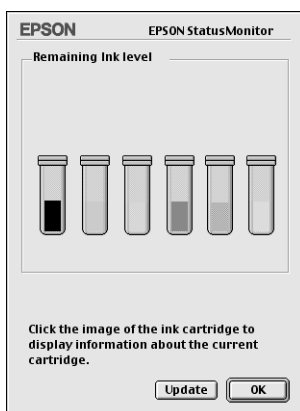 EPSON EPSON StatusMonitor
Remaining Ink level
Click the image of the ink cartridge to
display information about the current
cartridge.
Update OK